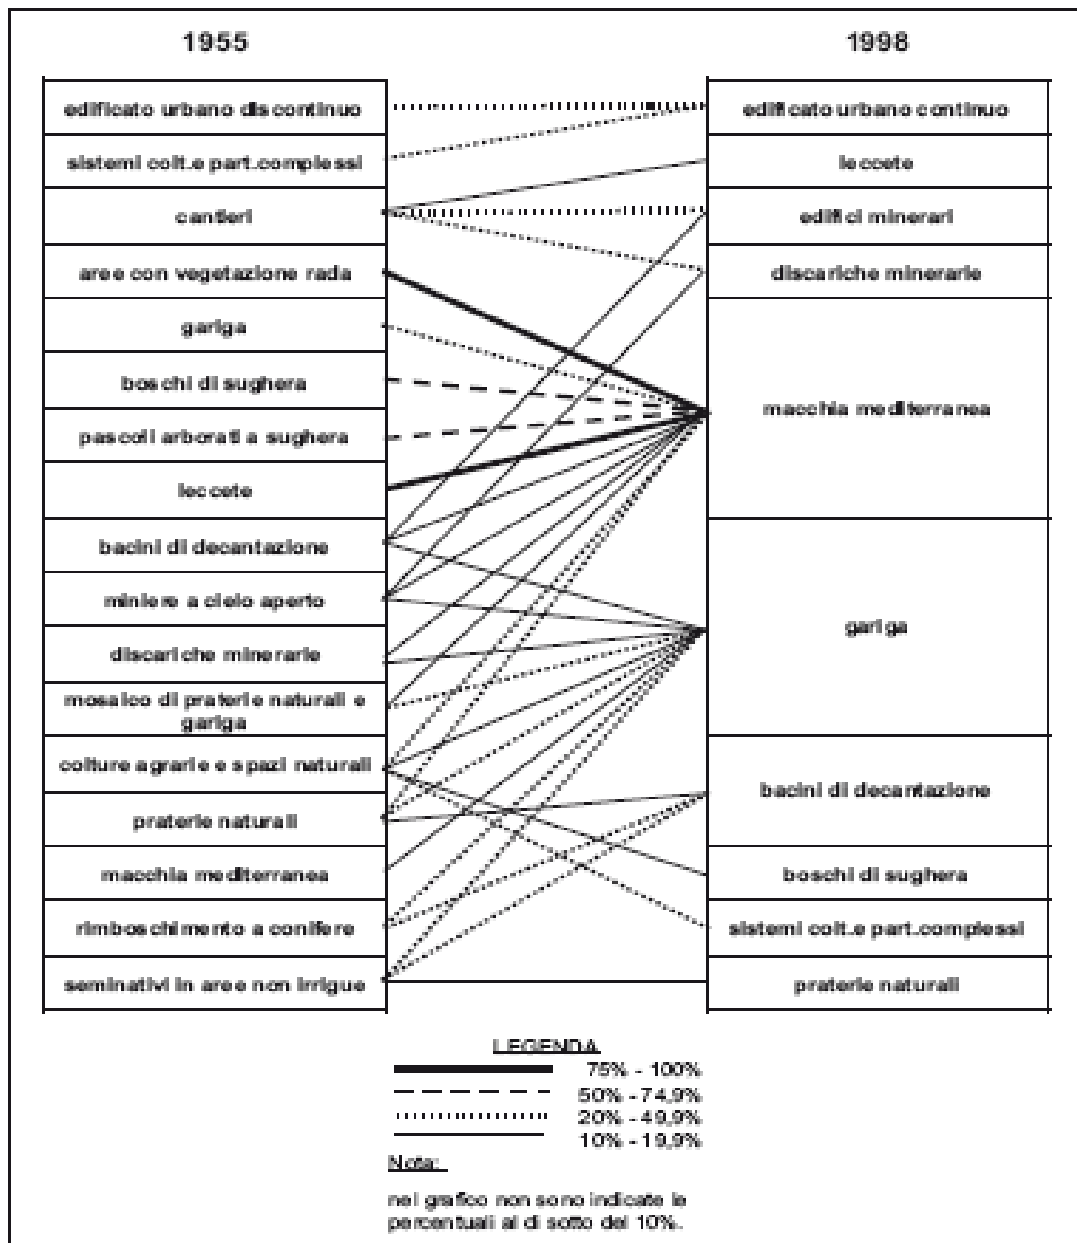 1955
1998
edificato urbano discontinuo
sistemi colt.e part.complessi
cantieri
aree con vegetazione rada
gariga
boschi di sughera
pascoli arborati a sughera
leccete
bacini di decantazione
miniere a cielo aperto
discariche minerarie
mosaico di praterie naturali e
gariga
colture agrarie e spazi naturali
praterie naturali
macchia mediterranea
rimboschimento a conifere
seminativi in aree non irrigue
edificato urbano continuo
leccete
edifici minerari
discariche minerarie
macchia mediterranea
gariga
bacini di decantazione
boschi di sughera
sistemi colt.e part.complessi
praterie naturali
LEGENDA
75% - 100%
50% - 74,9%
20% - 49,9%
10% - 19,9%
Nota:
nel grafico non sono indicate le
percentuali al di sotto del 10%.